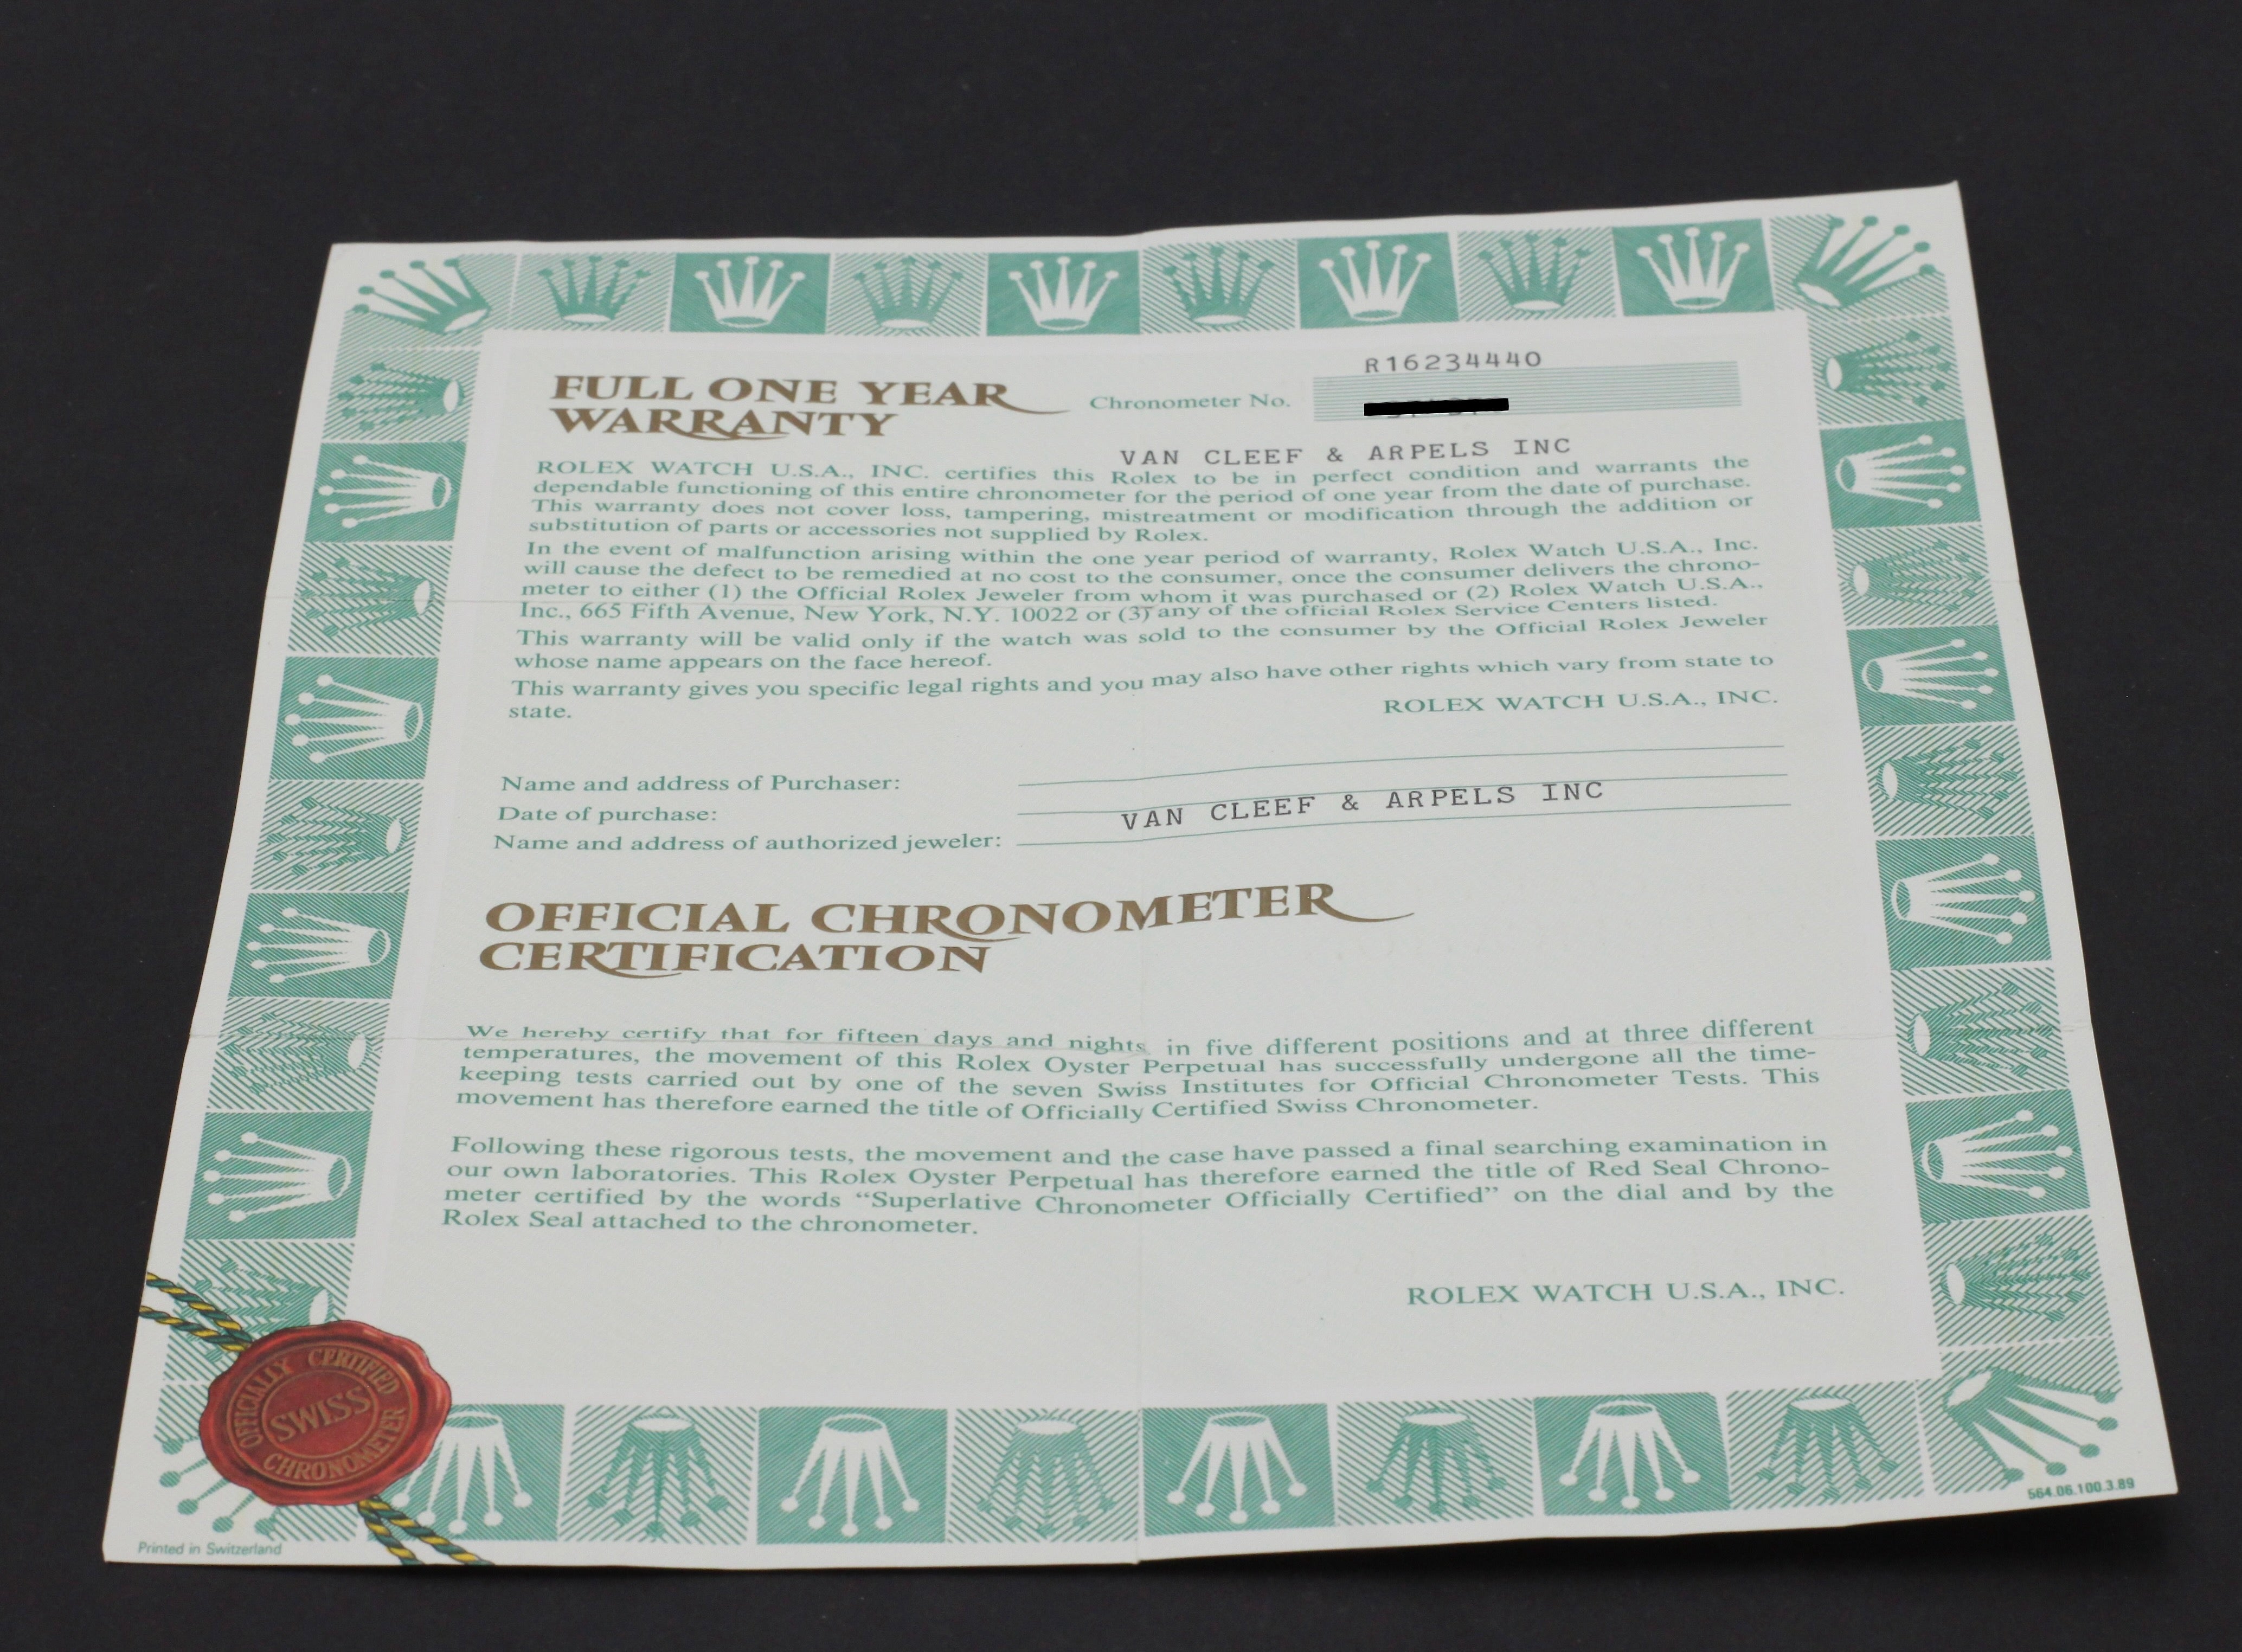 R16234440
FULL ONE YEAR
WARRANTY
Chronometer No.
VAN CLEEF & ARPELS INC
ROLEX WATCH U.S.A., INC. certifies this Rolex to be in perfect condition and warrants the
dependable functioning of this entire chronometer for the period of one year from the date of purchase.
This warranty does not cover loss, tampering, mistreatment or modification through the addition or
substitution of parts or accessories not supplied by Rolex.
In the event of malfunction arising within the one year period of warranty, Rolex Watch U.S.A., Inc.
will cause the defect to be remedied at no cost to the consumer, once the consumer delivers the chrono-
meter to either (1) the Official Rolex Jeweler from whom it was purchased or (2) Rolex Watch U.S.A.,
Inc., 665 Fifth Avenue, New York, N.Y. 10022 or (3) any of the official Rolex Service Centers listed.
This warranty will be valid only if the watch was sold to the consumer by the Official Rolex Jeweler
whose name appears on the face hereof.
This warranty gives you specific legal rights and you may also have other rights which vary from state to
state.
ROLEX WATCH U.S.A., INC.
Name and address of Purchaser:
Date of purchase:
VAN CLEEF & ARPELS INC
Name and address of authorized jeweler:
OFFICIAL CHRONOMETER
CERTIFICATION
We hereby certify that for fifteen days and nights, in five different positions and at three different
temperatures, the movement of this Rolex Oyster Perpetual has successfully undergone all the time-
keeping tests carried out by one of the seven Swiss Institutes for Official Chronometer Tests. This
movement has therefore earned the title of Officially Certified Swiss Chronometer.
Following these rigorous tests, the movement and the case have passed a final searching examination in
our own laboratories. This Rolex Oyster Perpetual has therefore earned the title of Red Seal Chrono-
meter certified by the words “Superlative Chronometer Officially Certified” on the dial and by the
Rolex Seal attached to the chronometer.
ROLEX WATCH U.S.A., INC.
OFFICIALLY CERTIFIED
SWISS
CHRONOMETER
564.06.100.3.89
Printed in Switzerland